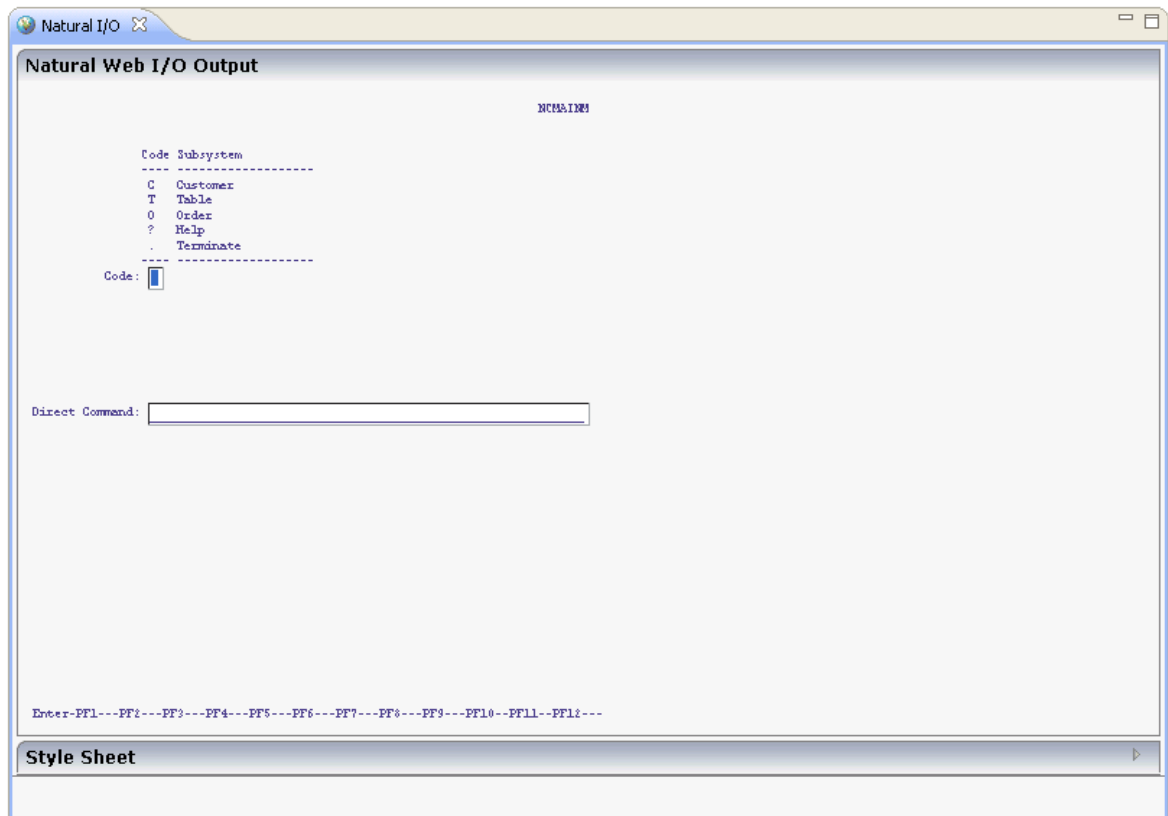 Natural I/O
Natural Web I/O Output
NCMAINM
Code Subsystem
---- -------------------
C Customer
T Table
O Order
? Help
. Terminate
---- -------------------
Code:
Direct Command:
Enter-PF1---PF2---PF3---PF4---PF5---PF6---PF7---PF8---PF9---PF10--PF11--PF12---
Style Sheet